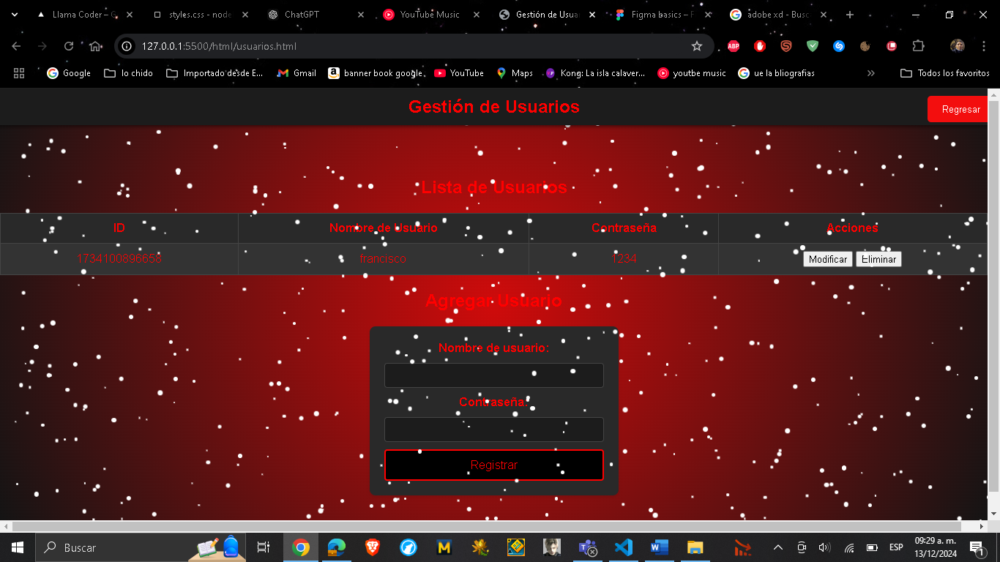 Llama Coder – G
styles.css - node
ChatGPT
YouTube Music
Gestión de Usua
Figma basics – F
adobe xd - Busc
127.0.0.1:5500/html/usuarios.html
ABP
Google
lo chido
Importado desde E...
Gmail
banner book google
YouTube
Maps
Kong: La isla calaver...
youtbe music
ue la bliografias
Todos los favoritos
Gestión de Usuarios
Regresar
Lista de Usuarios
ID Nombre de Usuario Contraseña Acciones
1734100896658 francisco 1234 Modificar Eliminar
Agregar Usuario
Nombre de usuario:
Contraseña:
Registrar
Buscar
ESP
09:29 a. m.
13/12/2024
1